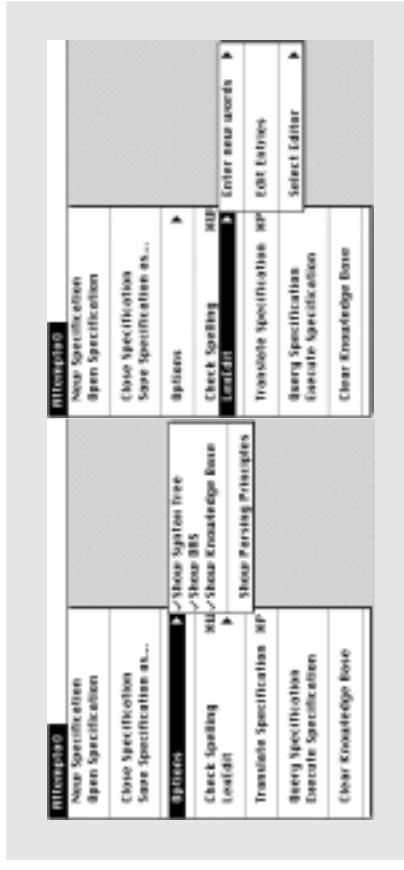 Attempto
New Specification
Open Specification
Close Specification
Save Specification as...
Options ▶
✓Show Syntax Tree
✓Show DRS
✓Show Knowledge Base
Show Parsing Principles
Check Spelling
LexEdit ▶
Translate Specification ⌘P
Query Specification
Execute Specification
Clear Knowledge Base
Attempto
New Specification
Open Specification
Close Specification
Save Specification as...
Options ▶
Check Spelling
LexEdit ▶
Enter new words ▶
Edit Entries
Select Editor ▶
Translate Specification ⌘P
Query Specification
Execute Specification
Clear Knowledge Base